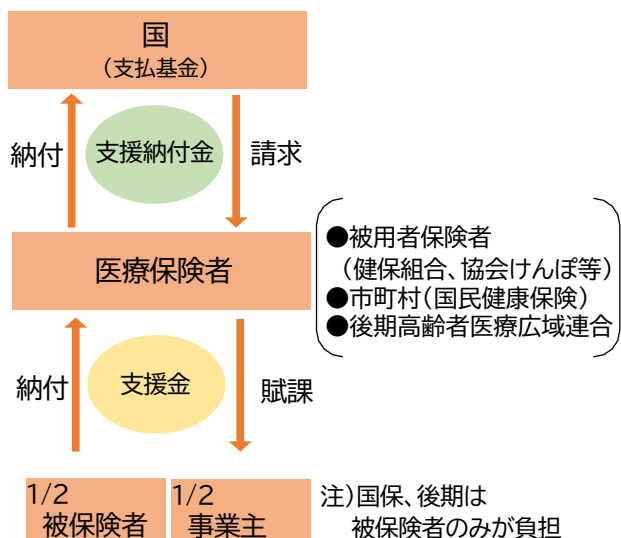 国
（支払基金）
納付
支援納付金
請求
医療保険者
●被用者保険者
（健保組合、協会けんぽ等）
●市町村（国民健康保険）
●後期高齢者医療広域連合
納付
支援金
賦課
1/2
被保険者
1/2
事業主
注）国保、後期は
被保険者のみが負担